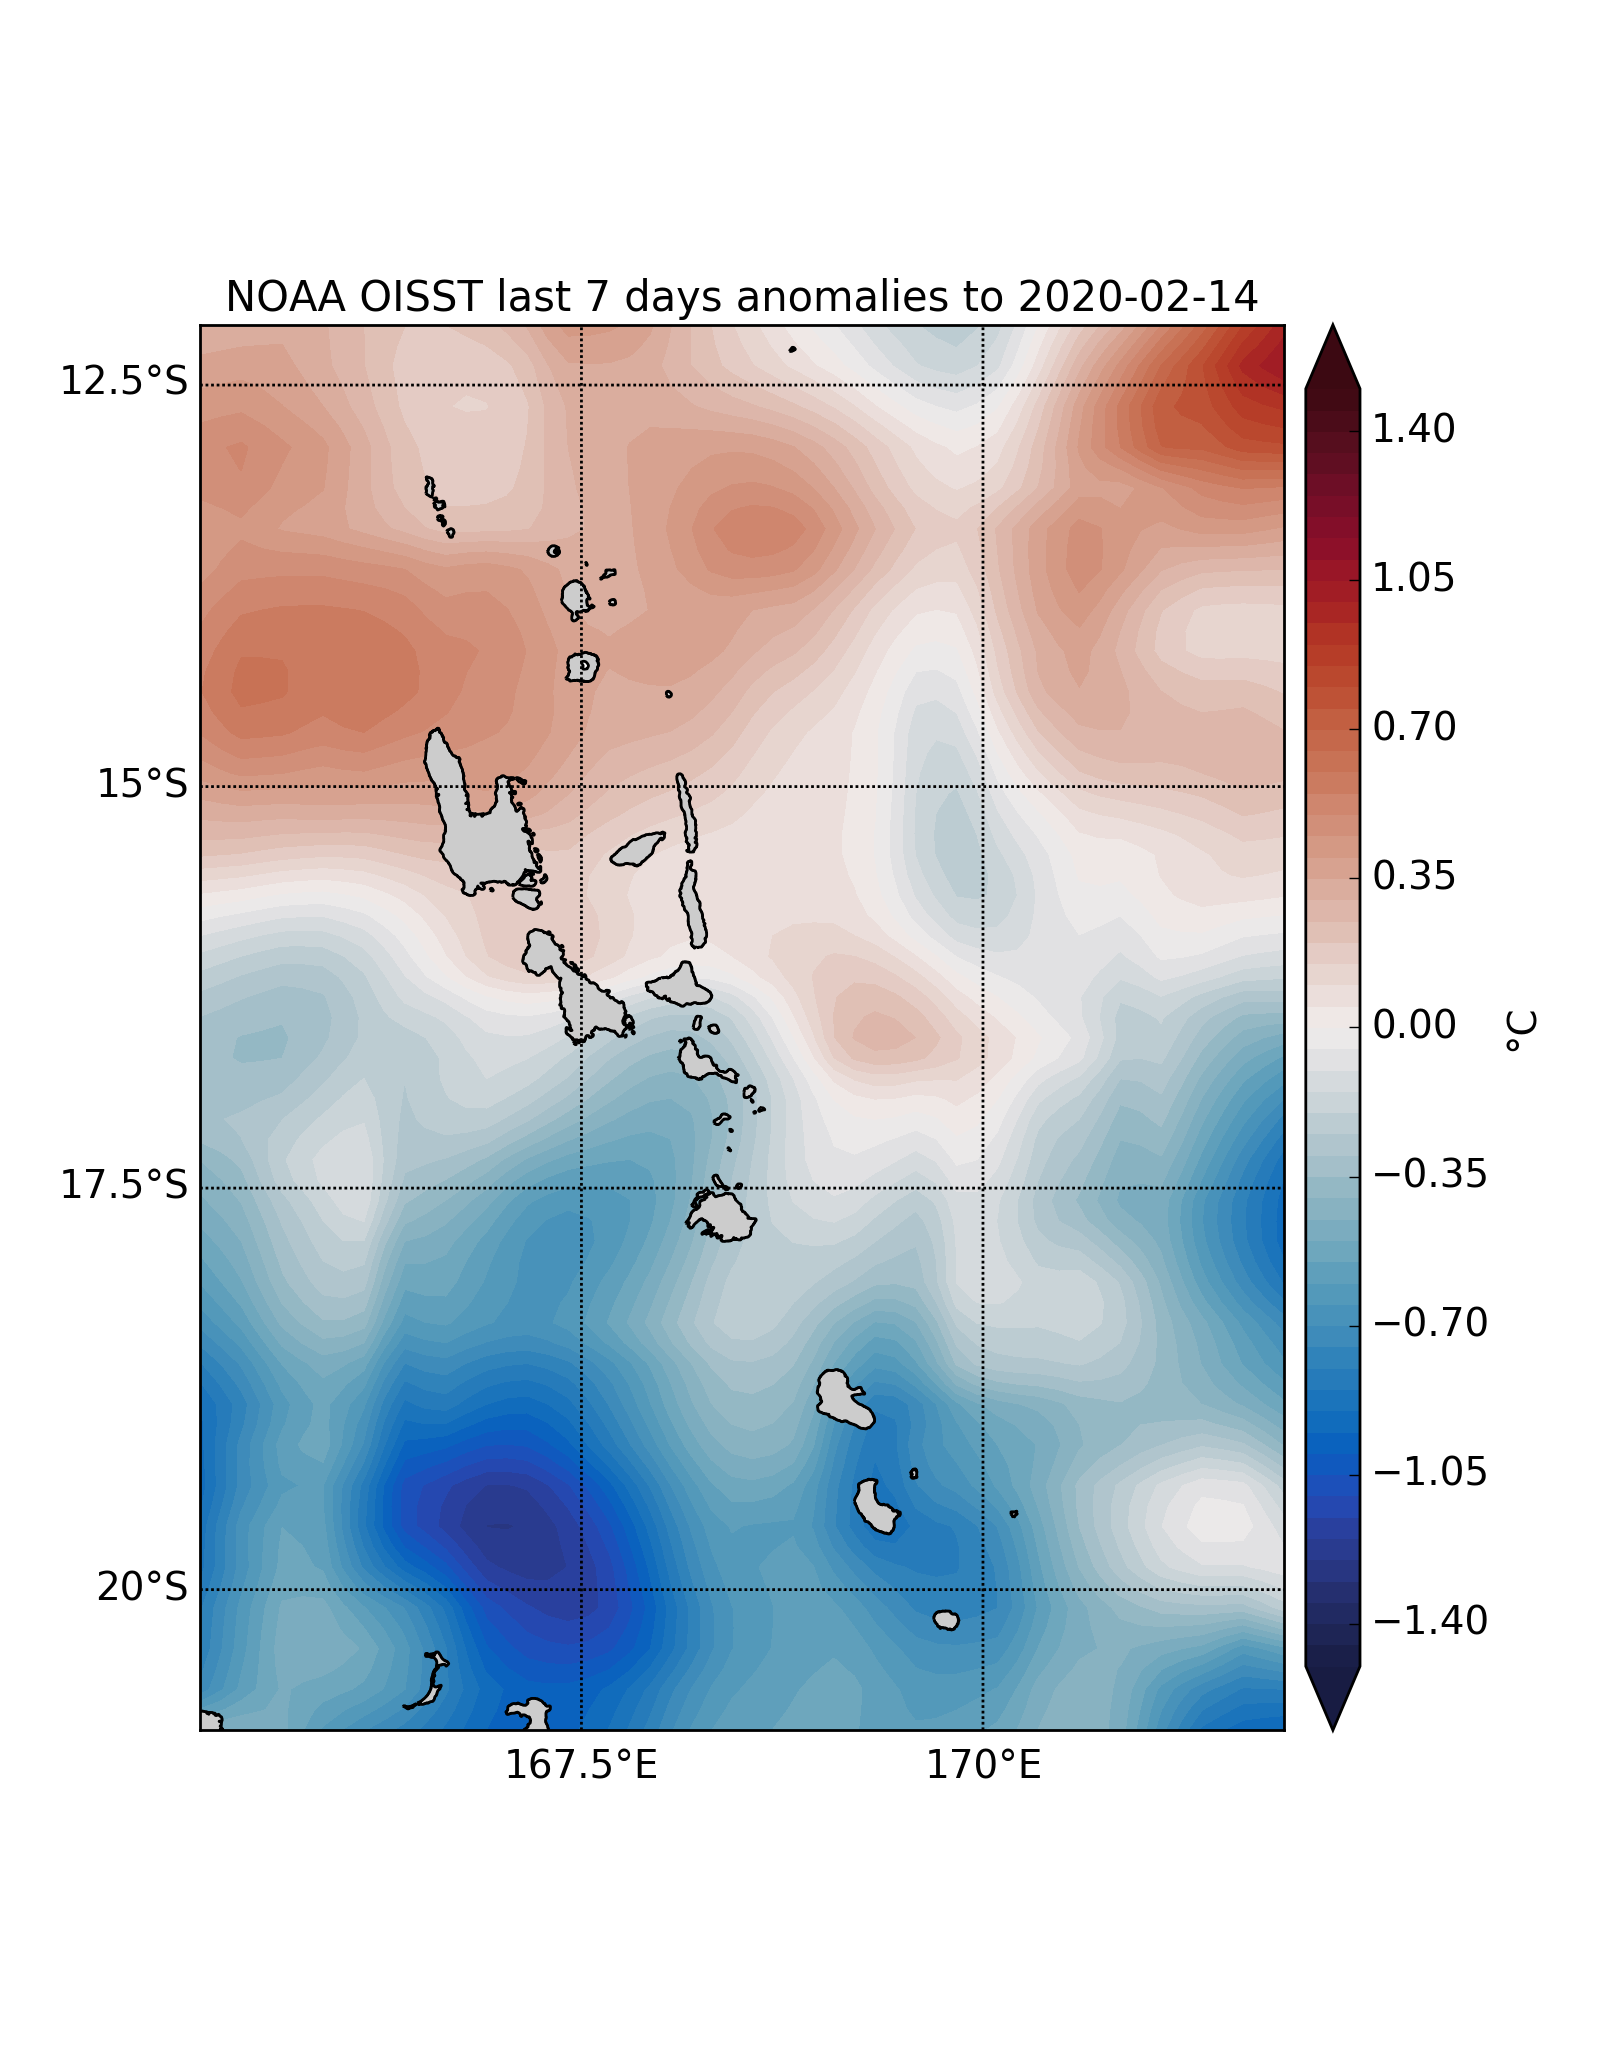 NOAA OISST last 7 days anomalies to 2020-02-14
12.5°S
15°S
17.5°S
20°S
167.5°E
170°E
1.40
1.05
0.70
0.35
0.00
−0.35
−0.70
−1.05
−1.40
°C